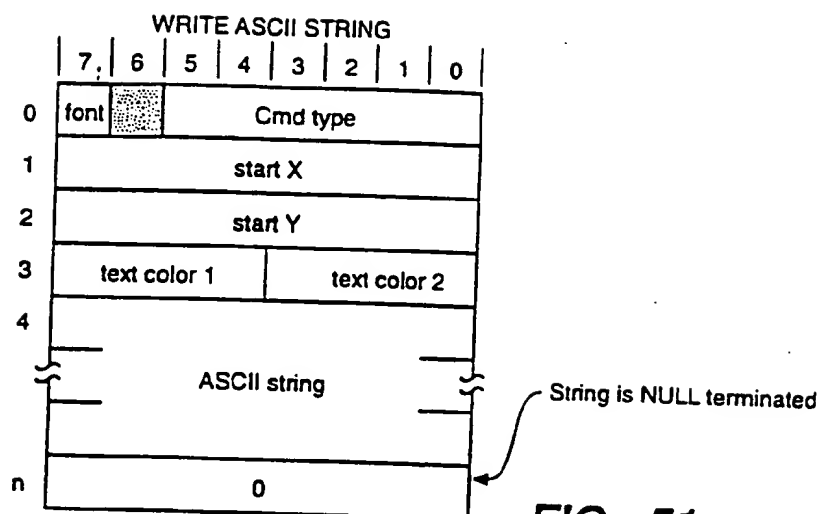 WRITE ASCII STRING
7 6 5 4 3 2 1 0
0 font Cmd type
1 start X
2 start Y
3 text color 1 text color 2
4
ASCII string
String is NULL terminated
n 0